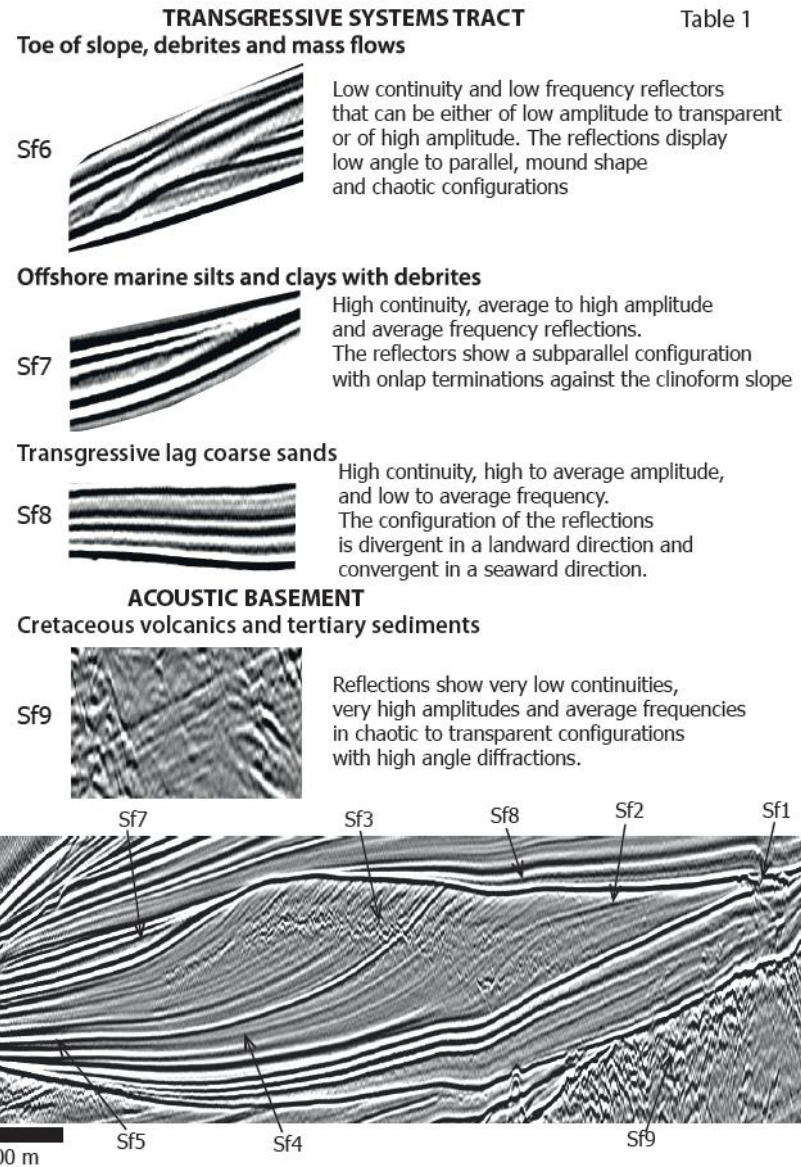 TRANSGRESSIVE SYSTEMS TRACT
Table 1
Toe of slope, debrites and mass flows
Sf6
Low continuity and low frequency reflectors
that can be either of low amplitude to transparent
or of high amplitude. The reflections display
low angle to parallel, mound shape
and chaotic configurations
Offshore marine silts and clays with debrites
Sf7
High continuity, average to high amplitude
and average frequency reflections.
The reflectors show a subparallel configuration
with onlap terminations against the clinoform slope
Transgressive lag coarse sands
Sf8
High continuity, high to average amplitude,
and low to average frequency.
The configuration of the reflections
is divergent in a landward direction and
convergent in a seaward direction.
ACOUSTIC BASEMENT
Cretaceous volcanics and tertiary sediments
Sf9
Reflections show very low continuities,
very high amplitudes and average frequencies
in chaotic to transparent configurations
with high angle diffractions.
Sf7 Sf3 Sf8 Sf2 Sf1
Sf5 Sf4 Sf9
00 m